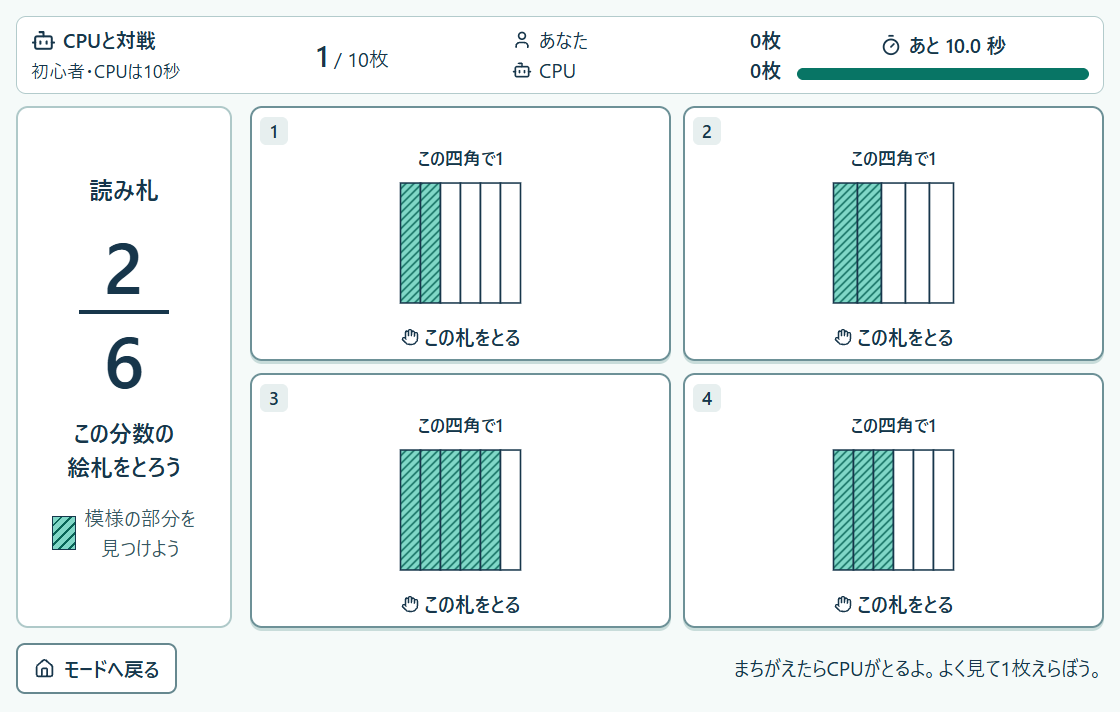 CPUと対戦
初心者・CPUは10秒
1 / 10枚
あなた 0枚
CPU 0枚
あと 10.0 秒
読み札
2
6
この分数の
絵札をとろう
模様の部分を
見つけよう
1
この四角で1
この札をとる
2
この四角で1
この札をとる
3
この四角で1
この札をとる
4
この四角で1
この札をとる
モードへ戻る
まちがえたらCPUがとるよ。よく見て1枚えらぼう。